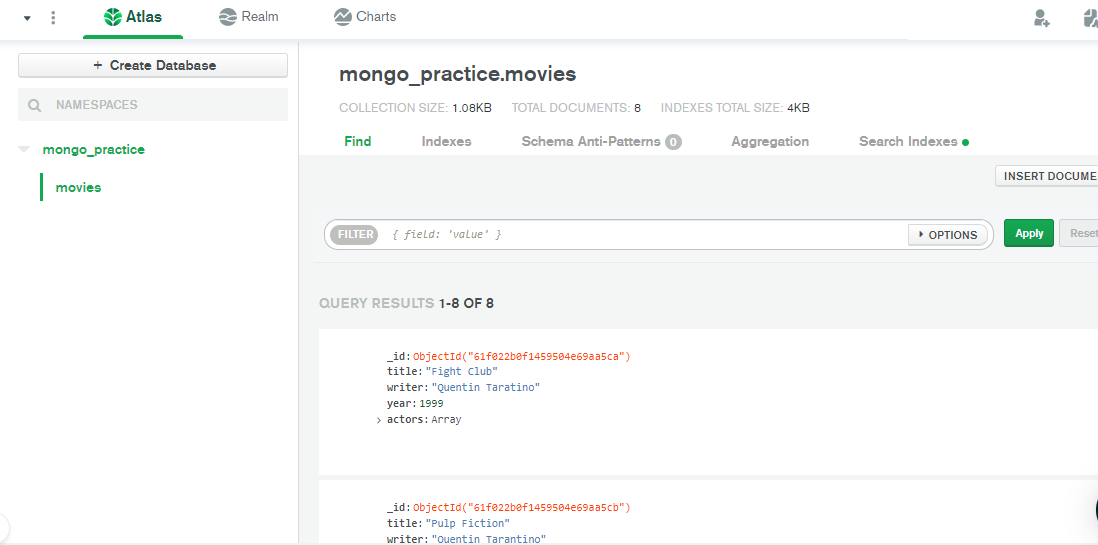 Atlas
Realm
Charts
+ Create Database
NAMESPACES
mongo_practice
movies
mongo_practice.movies
COLLECTION SIZE: 1.08KB TOTAL DOCUMENTS: 8 INDEXES TOTAL SIZE: 4KB
Find Indexes Schema Anti-Patterns 0 Aggregation Search Indexes
INSERT DOCUME
FILTER { field: 'value' } OPTIONS Apply Reset
QUERY RESULTS 1-8 OF 8
_id:ObjectId("61f022b0f1459504e69aa5ca")
title:"Fight Club"
writer:"Quentin Taratino"
year:1999
actors:Array
_id:ObjectId("61f022b0f1459504e69aa5cb")
title:"Pulp Fiction"
writer:"Quentin Tarantino"